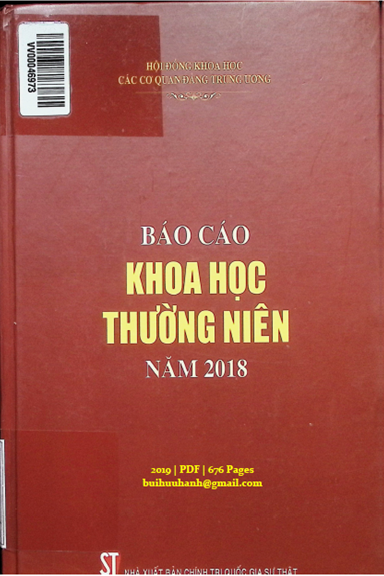 VV00046973
HỘI ĐỒNG KHOA HỌC
CÁC CƠ QUAN ĐẢNG TRUNG ƯƠNG
BÁO CÁO
KHOA HỌC
THƯỜNG NIÊN
NĂM 2018
2019 | PDF | 676 Pages
buihuuhanh@gmail.com
ST
NHÀ XUẤT BẢN CHÍNH TRỊ QUỐC GIA SỰ THẬT